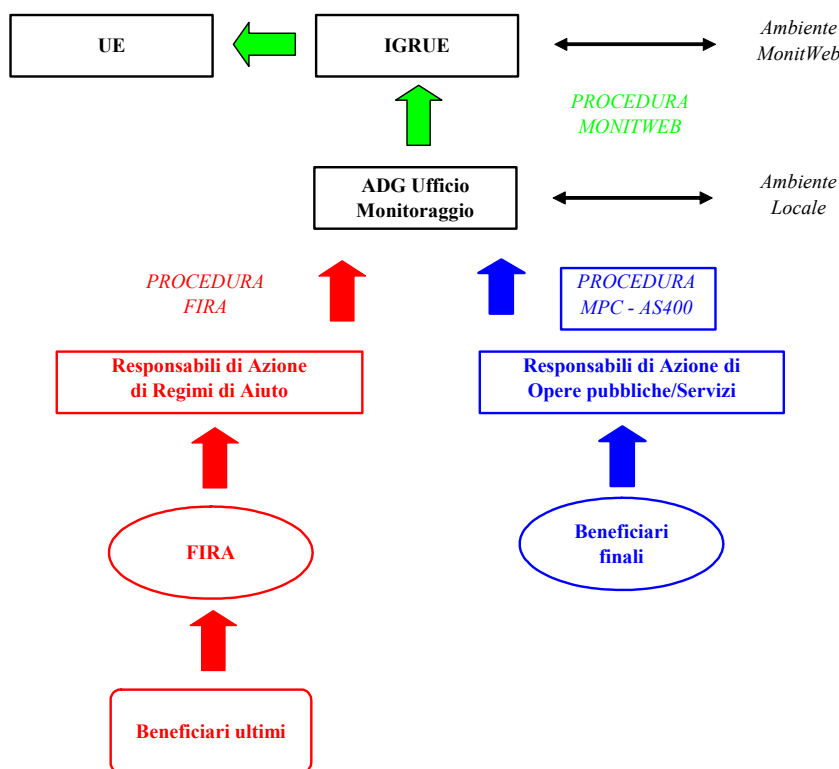 UE
IGRUE
Ambiente
MonitWeb
PROCEDURA
MONITWEB
ADG Ufficio
Monitoraggio
Ambiente
Locale
PROCEDURA
FIRA
PROCEDURA
MPC - AS400
Responsabili di Azione
di Regimi di Aiuto
Responsabili di Azione di
Opere pubbliche/Servizi
FIRA
Beneficiari
finali
Beneficiari ultimi